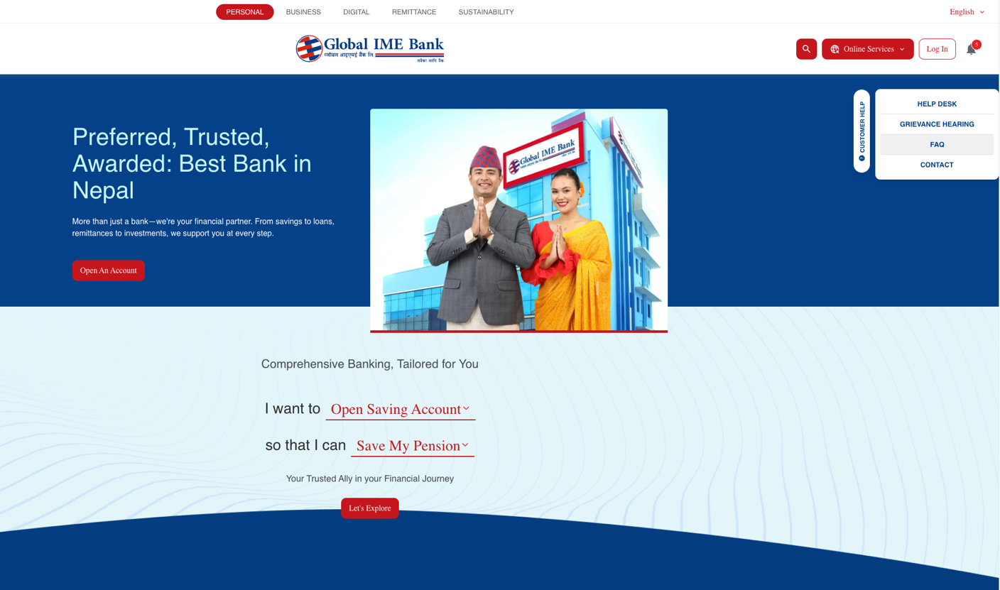 PERSONAL
BUSINESS
DIGITAL
REMITTANCE
SUSTAINABILITY
English
Global IME Bank
ग्लोबल आइएमई बैंक लि.
सबैका लागि बैंक
Online Services
Log In
5
Preferred, Trusted,
Awarded: Best Bank in
Nepal
More than just a bank—we're your financial partner. From savings to loans,
remittances to investments, we support you at every step.
Open An Account
Global IME Bank
CUSTOMER HELP
HELP DESK
GRIEVANCE HEARING
FAQ
CONTACT
Comprehensive Banking, Tailored for You
I want to Open Saving Account
so that I can Save My Pension
Your Trusted Ally in your Financial Journey
Let's Explore